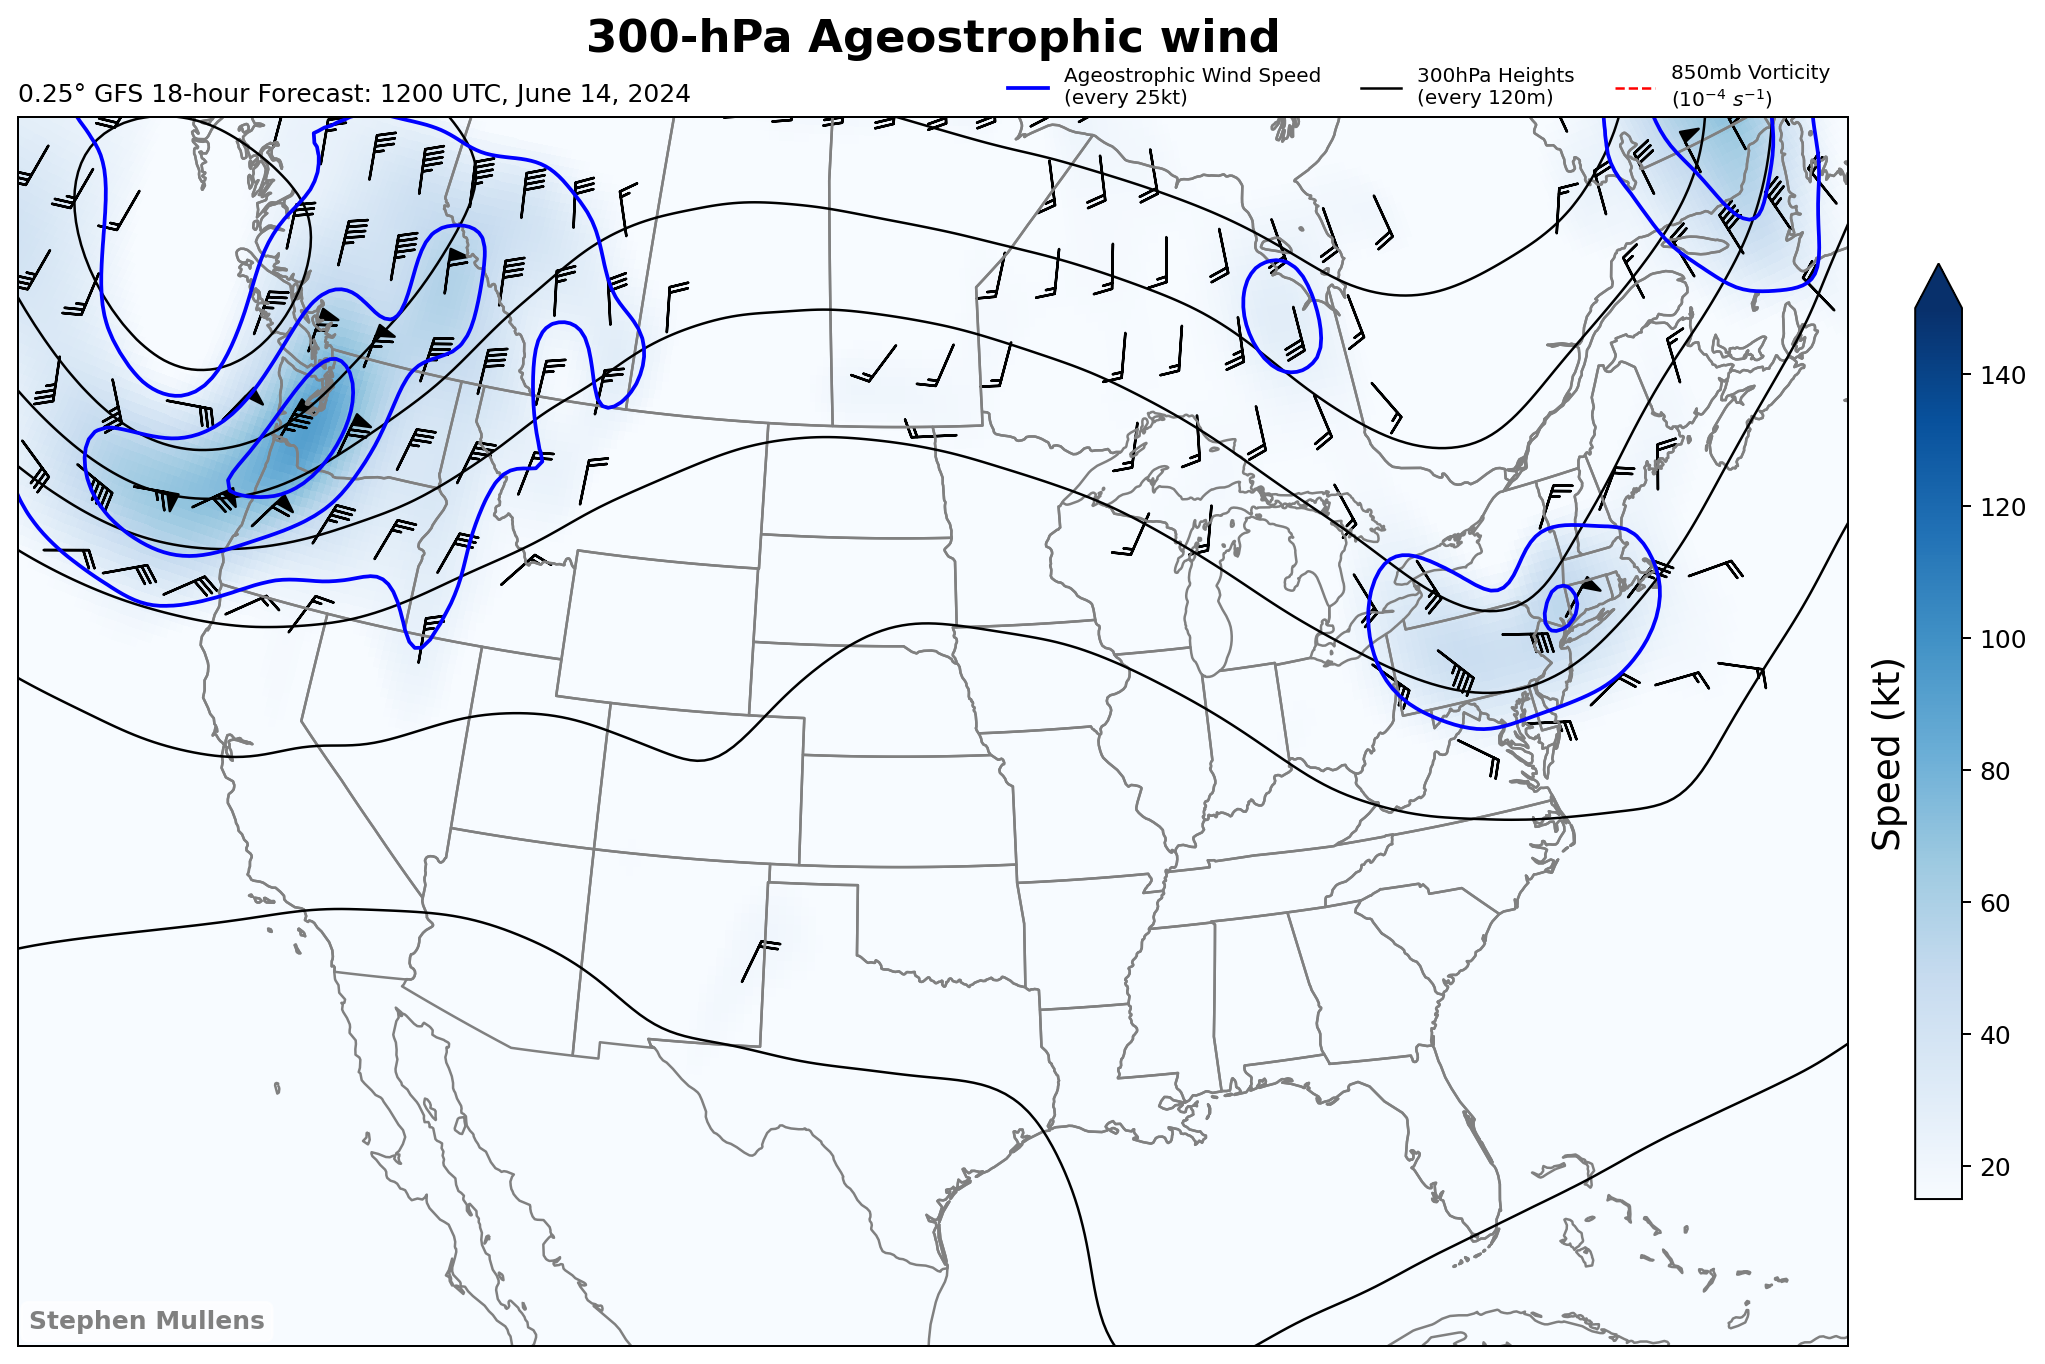 300-hPa Ageostrophic wind
0.25° GFS 18-hour Forecast: 1200 UTC, June 14, 2024
Ageostrophic Wind Speed
(every 25kt)
300hPa Heights
(every 120m)
850mb Vorticity
(10⁻⁴ s⁻¹)
140
120
100
80
60
40
20
Speed (kt)
Stephen Mullens